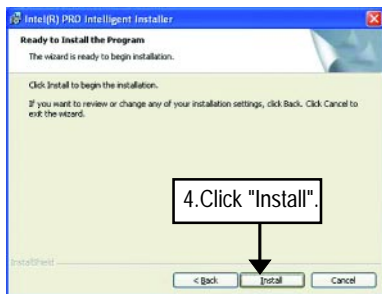 Intel(R) PRO Intelligent Installer
Ready to Install the Program
The wizard is ready to begin installation.
Click Install to begin the installation.
If you want to review or change any of your installation settings, click Back. Click Cancel to
exit the wizard.
4.Click "Install".
InstallShield
< Back Install Cancel